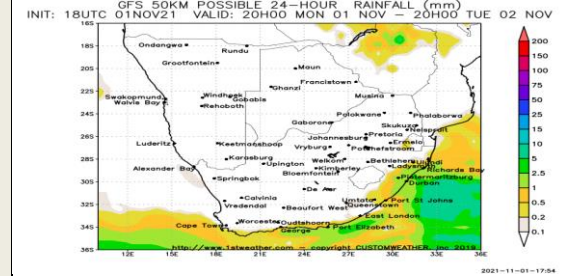 GFS 50KM POSSIBLE 24-HOUR RAINFALL (mm)
INIT: 18UTC 01NOV21 VALID: 20H00 MON 01 NOV – 20H00 TUE 02 NOV
16S
18S
20S
22S
24S
26S
28S
30S
32S
34S
36S
Ondangwa
Rundu
Grootfontein
Maun
Ghanzi
Francistown
Swakopmund
Windhoek
Gobabis
Musina
Walvis Bay
Rehoboth
Polokwane
Phalaborwa
Gaborone
Skukuza
Johannesburg
Pretoria
Nelspruit
Luderitz
Keetmanshoop
Vryburg
Potchefstroom
Ermelo
Karasburg
Upington
Welkom
Bethlehem
Ulundi
Alexander Bay
Kimberley
Ladysmith
Richards Bay
Springbok
Bloemfontein
Pietermaritzburg
Durban
De Aar
Calvinia
Umtata
Port St Johns
Vredendal
Beaufort West
Queenstown
East London
Cape Town
Worcester
Oudtshoorn
George
Port Elizabeth
http://www.1stweather.com – copyright CUSTOMWEATHER, Inc 2019
12E 15E 18E 21E 24E 27E 30E 33E 36E
200
150
100
75
50
25
15
10
5
2.5
1
0.5
0.2
0.1
2021-11-01-17:54